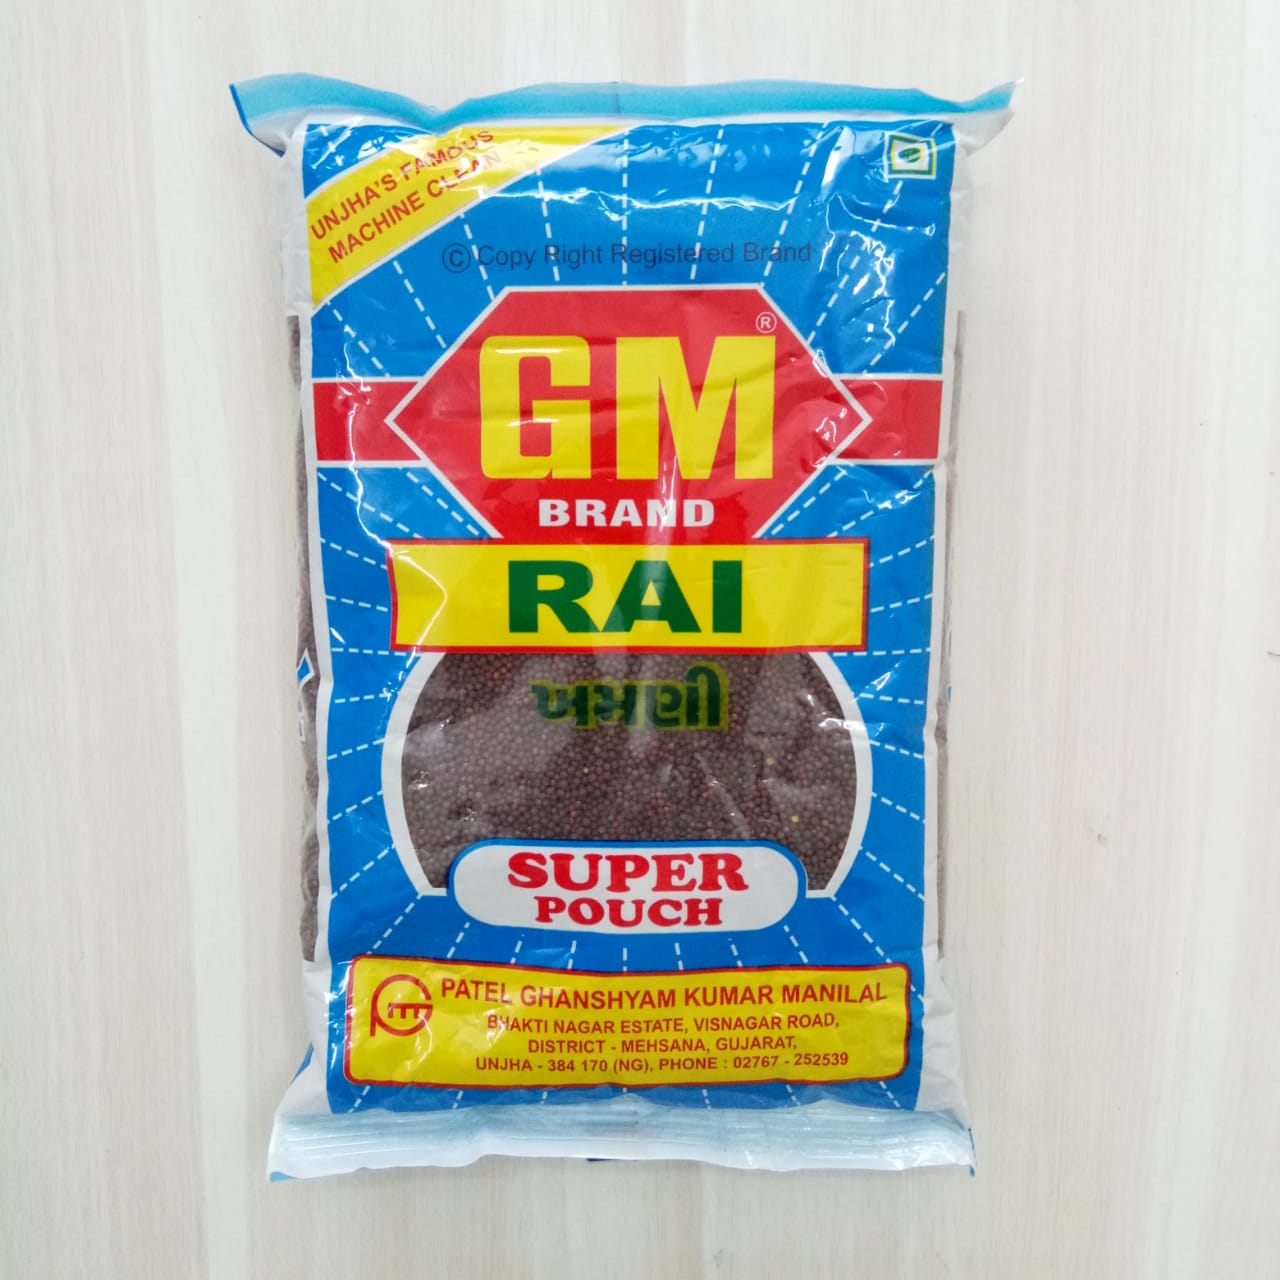 UNJHA'S FAMOUS
MACHINE CLEAN
© Copy Right Registered Brand
GM®
BRAND
RAI
SUPER
POUCH
PATEL GHANSHYAM KUMAR MANILAL
BHAKTI NAGAR ESTATE, VISNAGAR ROAD,
DISTRICT - MEHSANA, GUJARAT,
UNJHA - 384 170 (NG), PHONE : 02767 - 252539